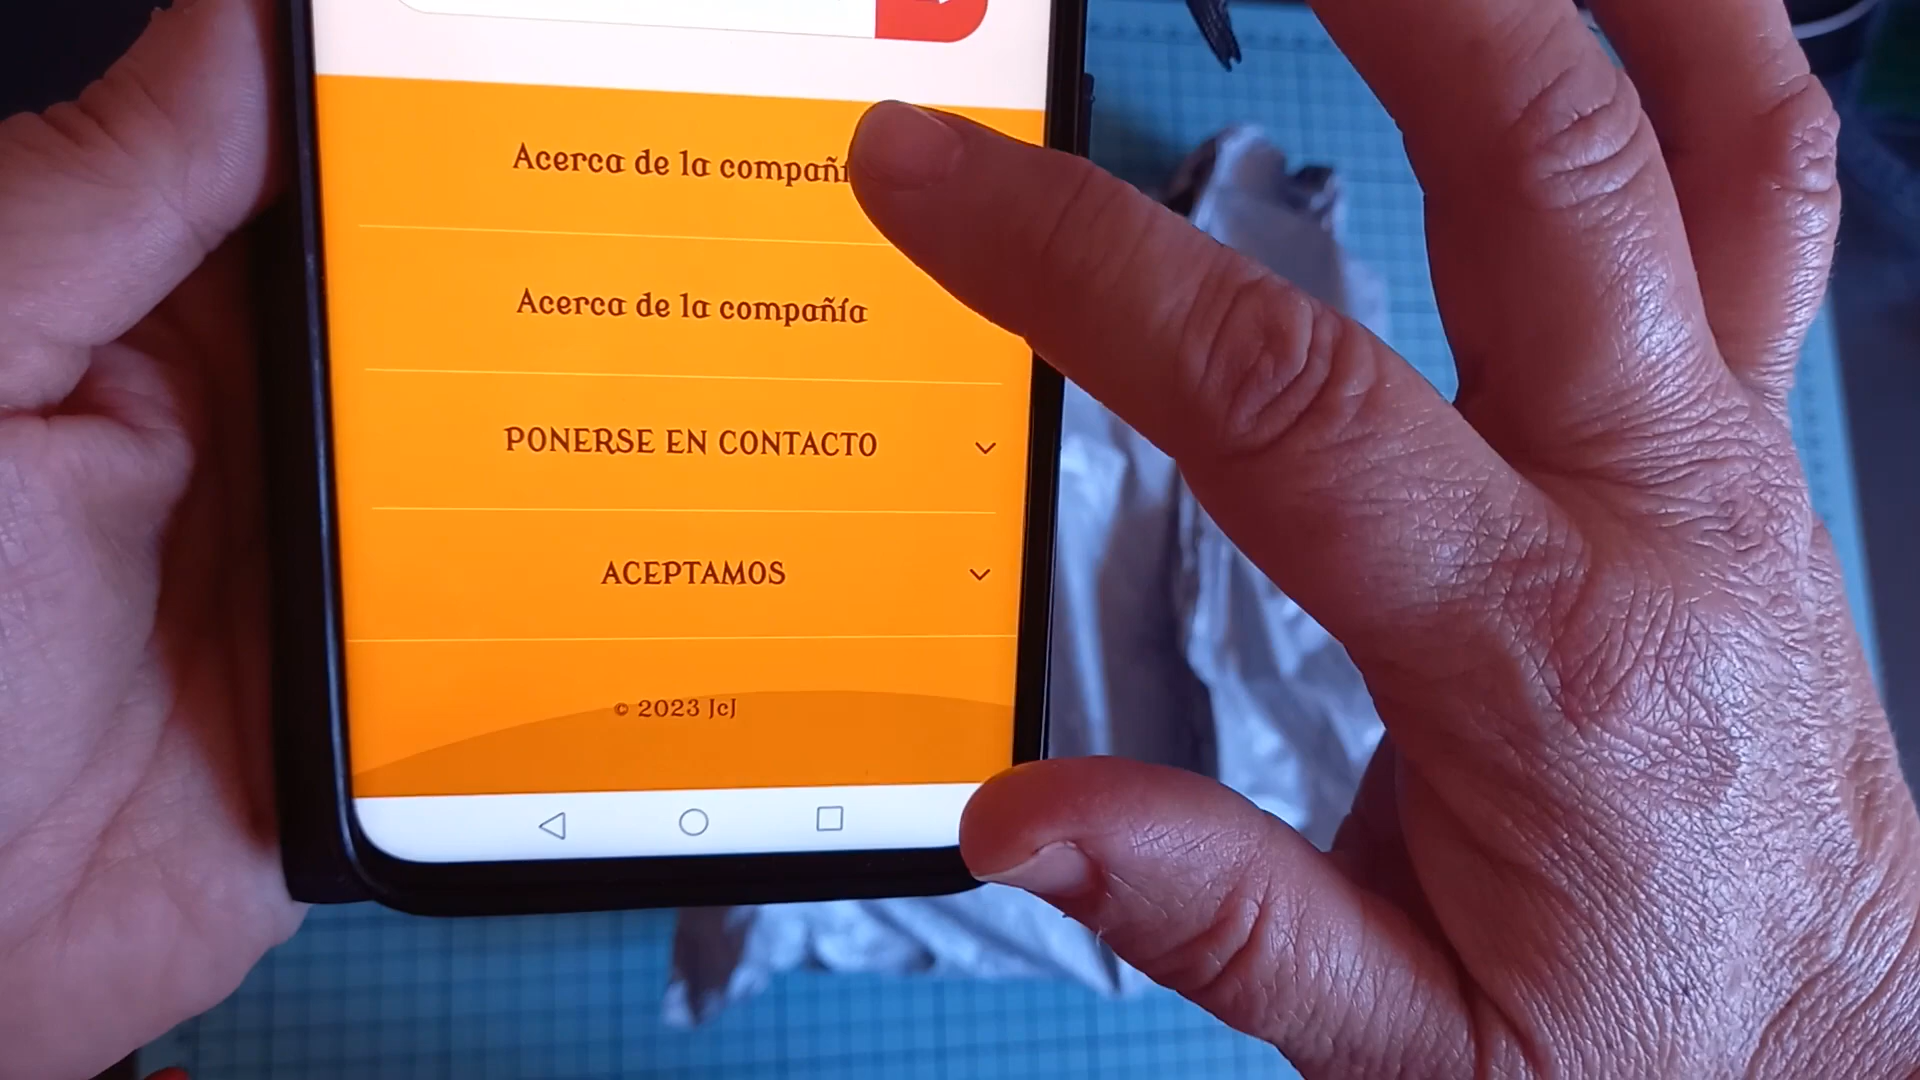 Acerca de la compañí
Acerca de la compañía
PONERSE EN CONTACTO
ACEPTAMOS
© 2023 JcJ